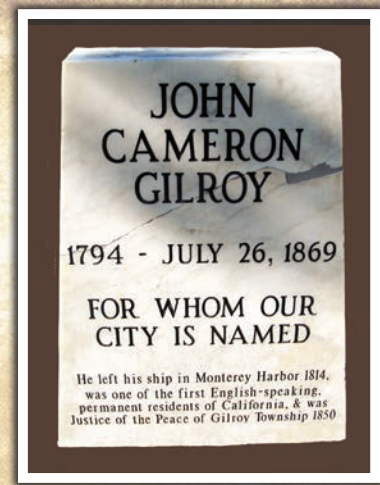 JOHN
CAMERON
GILROY
1794 - JULY 26, 1869
FOR WHOM OUR
CITY IS NAMED
He left his ship in Monterey Harbor 1814,
was one of the first English-speaking,
permanent residents of California, & was
Justice of the Peace of Gilroy Township 1850